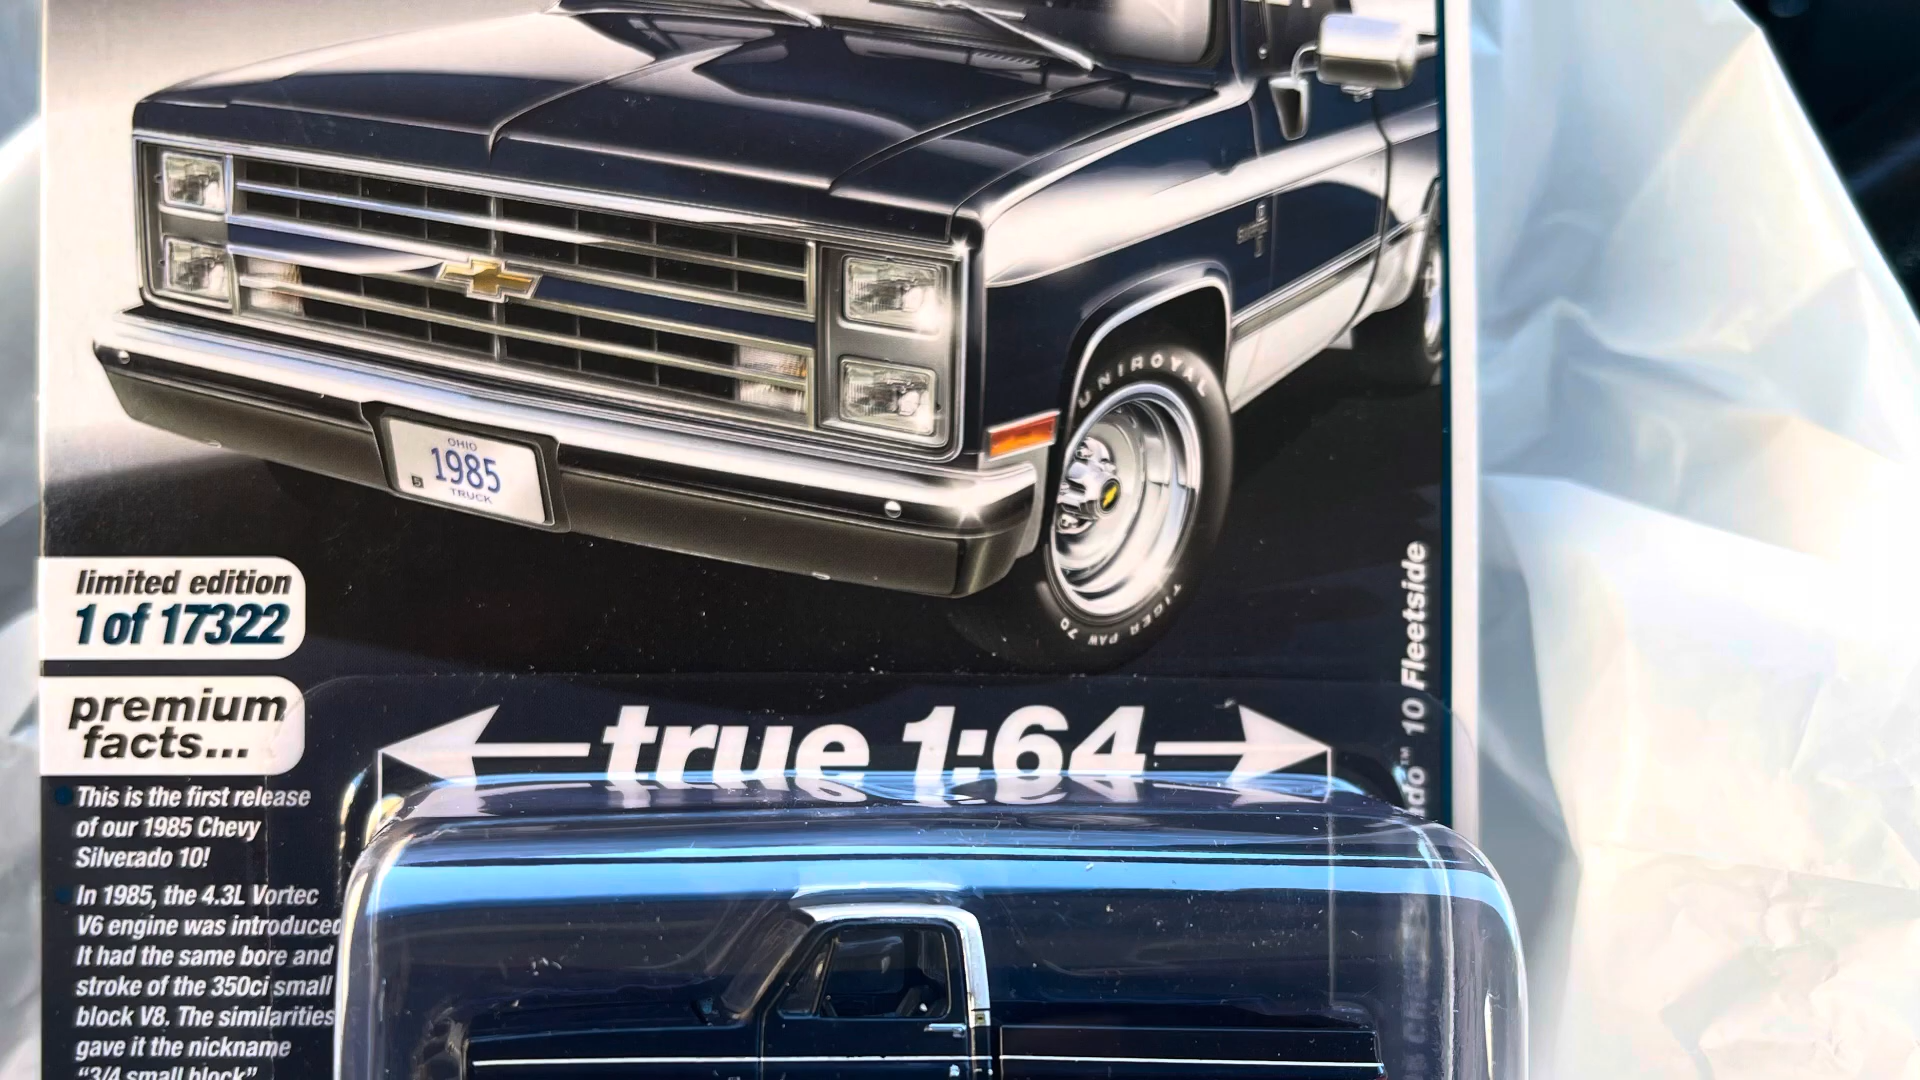 OHIO
1985
TRUCK
5
UNIROYAL
TIGER PAW 70
limited edition
1 of 17322
premium
facts...
true 1:64
This is the first release
of our 1985 Chevy
Silverado 10!
In 1985, the 4.3L Vortec
V6 engine was introduced
It had the same bore and
stroke of the 350ci small
block V8. The similarities
gave it the nickname
“3/4 small block”
10 Fleetside